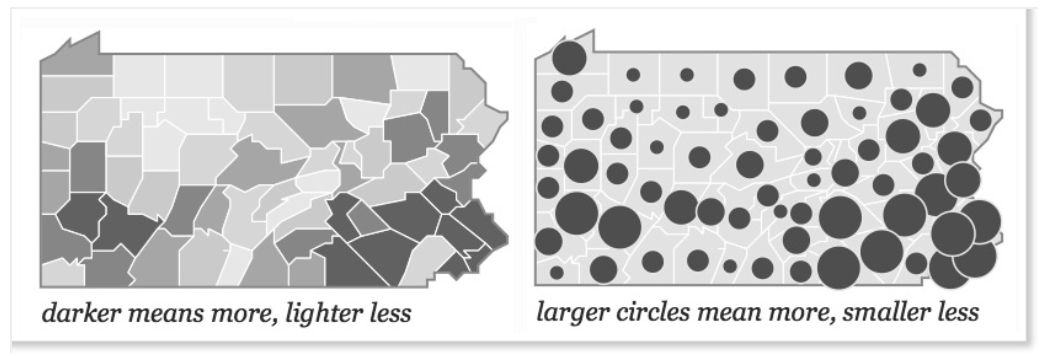 darker means more, lighter less
larger circles mean more, smaller less